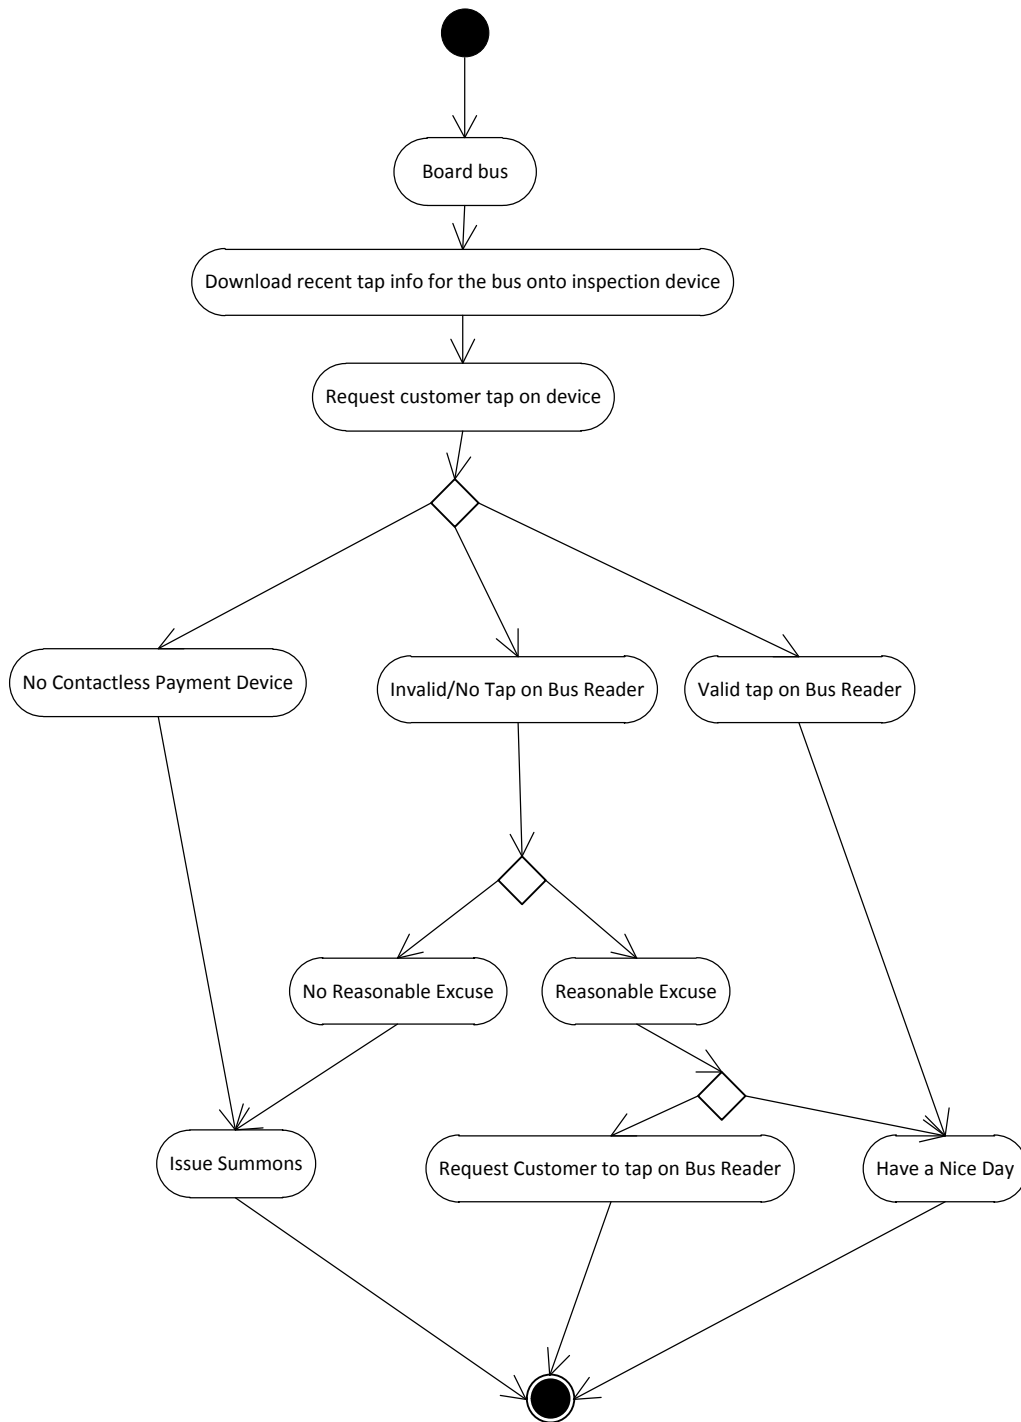 Board bus
Download recent tap info for the bus onto inspection device
Request customer tap on device
No Contactless Payment Device
Invalid/No Tap on Bus Reader
Valid tap on Bus Reader
No Reasonable Excuse
Reasonable Excuse
Issue Summons
Request Customer to tap on Bus Reader
Have a Nice Day